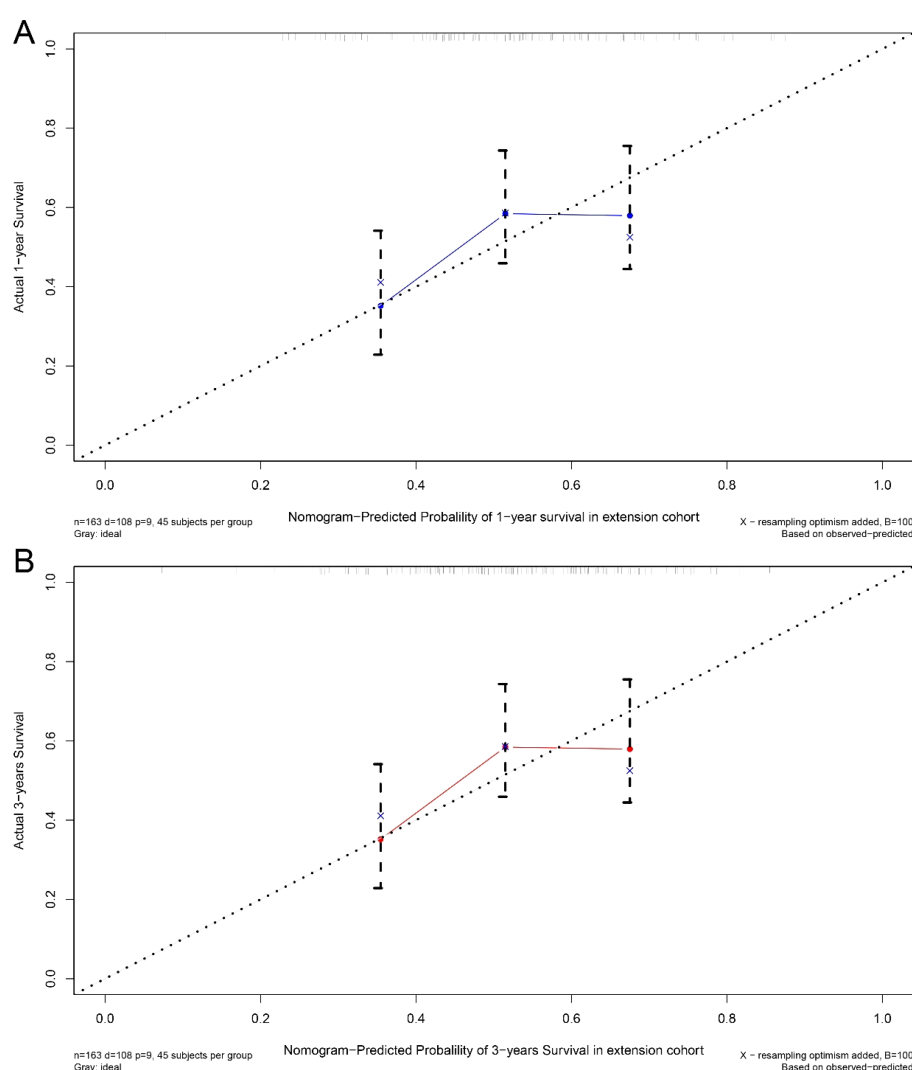 A
1.0
0.8
0.6
0.4
0.2
0.0
Actual 1−year Survival
0.0 0.2 0.4 0.6 0.8 1.0
Nomogram−Predicted Probalility of 1−year survival in extension cohort
n=163 d=108 p=9, 45 subjects per group
Gray: ideal
X − resampling optimism added, B=100
Based on observed−predicted
B
1.0
0.8
0.6
0.4
0.2
0.0
Actual 3−years Survival
0.0 0.2 0.4 0.6 0.8 1.0
Nomogram−Predicted Probalility of 3−years Survival in extension cohort
n=163 d=108 p=9, 45 subjects per group
Gray: ideal
X − resampling optimism added, B=100
Based on observed−predicted